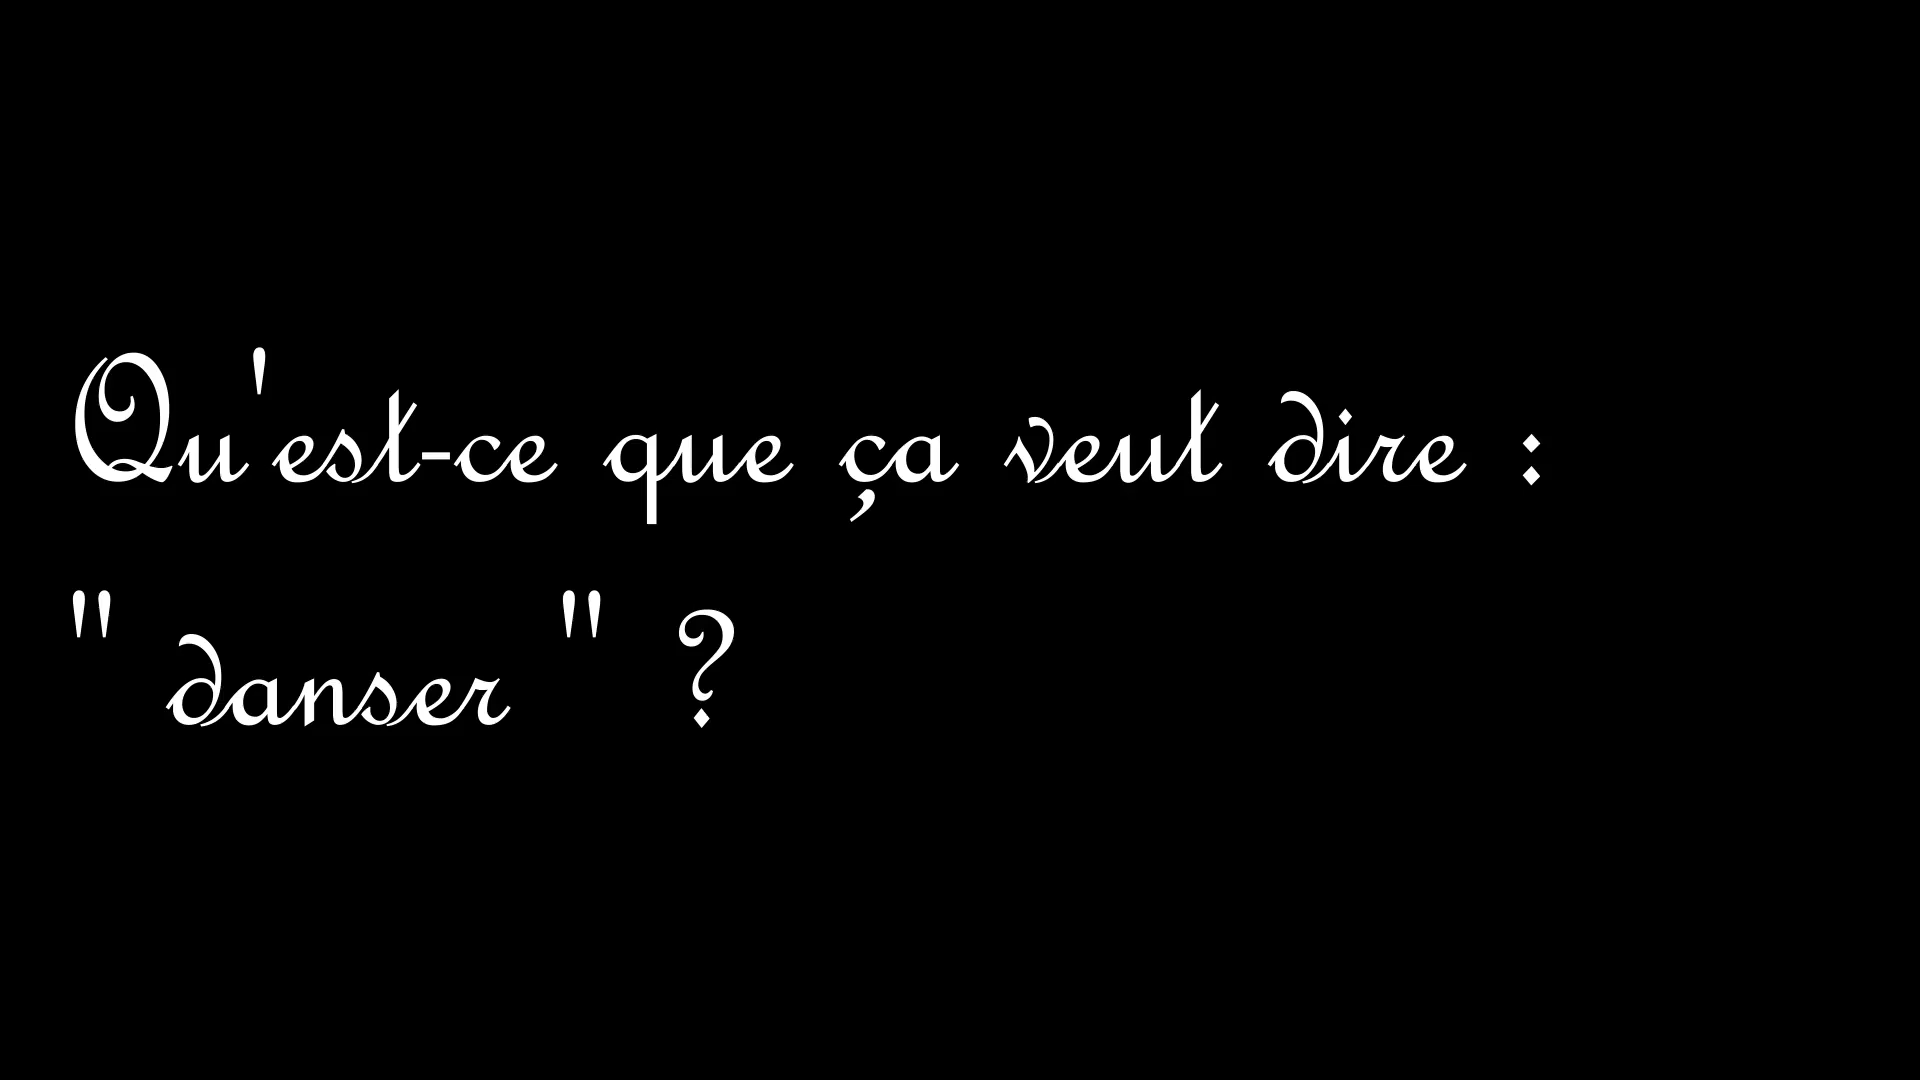 Qu'est-ce que ça veut dire :
" danser " ?